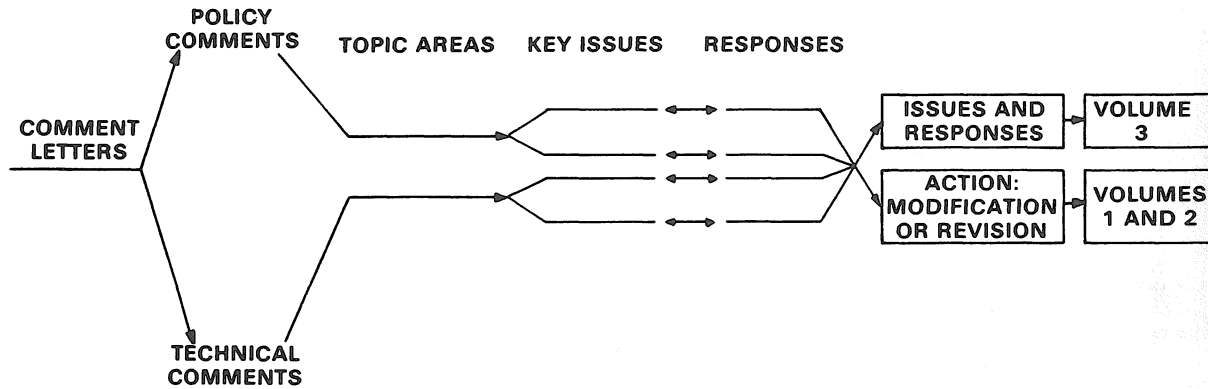 POLICY
COMMENTS
TOPIC AREAS
KEY ISSUES
RESPONSES
COMMENT
LETTERS
ISSUES AND
RESPONSES
VOLUME
3
ACTION:
MODIFICATION
OR REVISION
VOLUMES
1 AND 2
TECHNICAL
COMMENTS